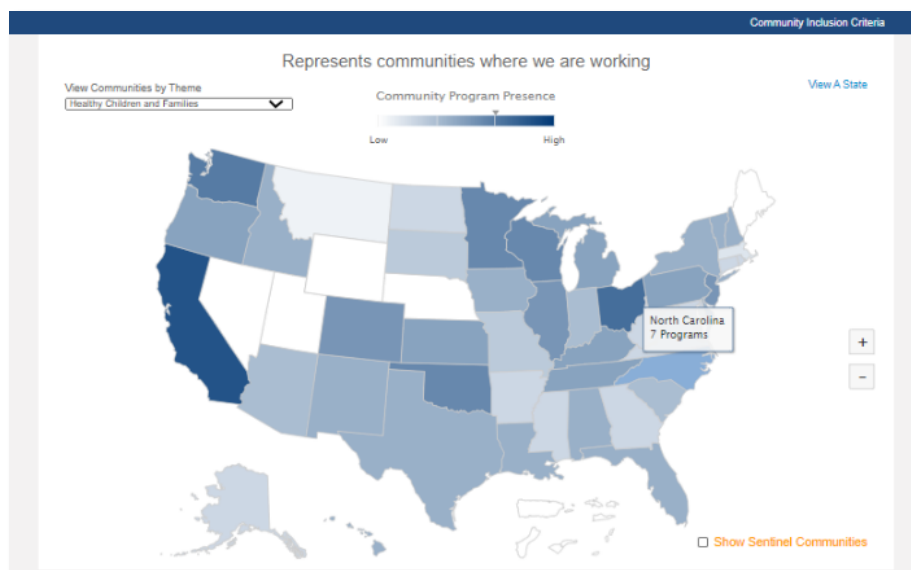 Community Inclusion Criteria
Represents communities where we are working
View Communities by Theme
View A State
Healthy Children and Families
Community Program Presence
Low
High
North Carolina
7 Programs
+
−
Show Sentinel Communities